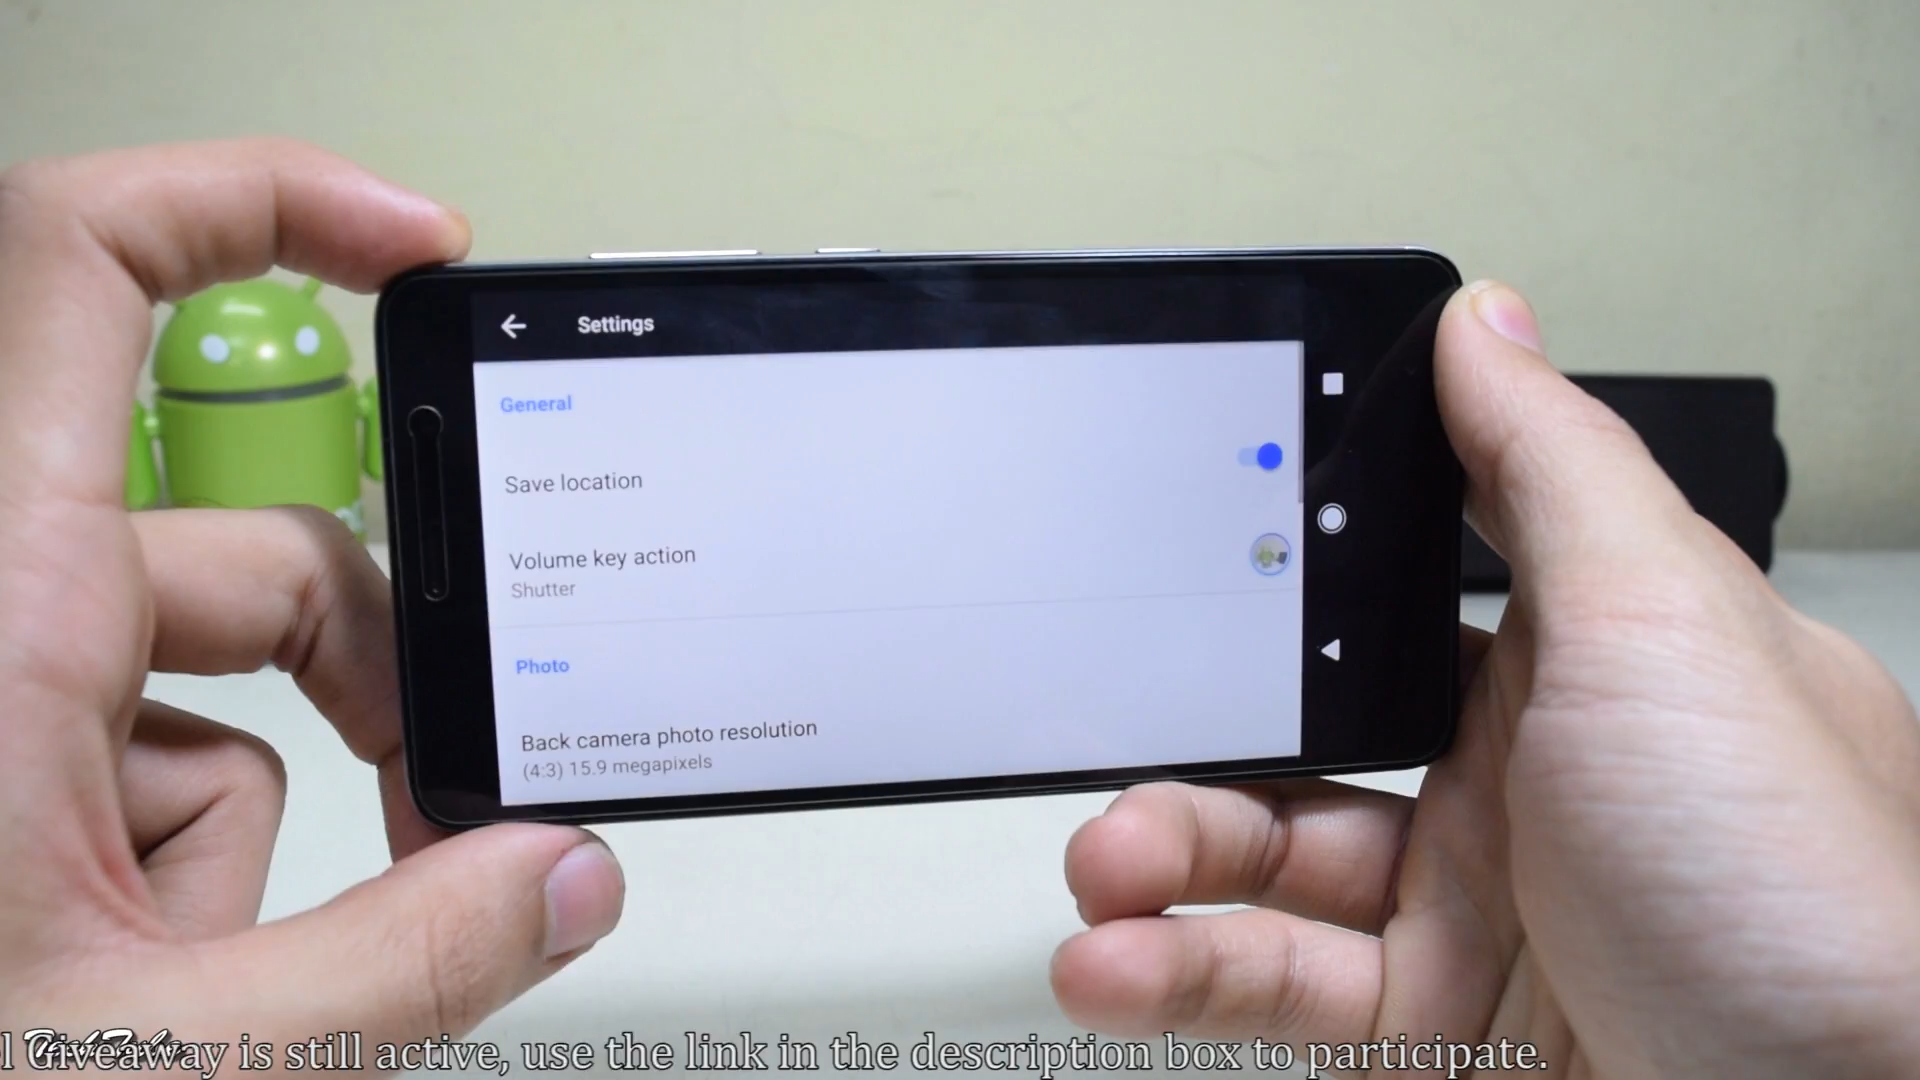 Settings
General
Save location
Volume key action
Shutter
Photo
Back camera photo resolution
(4:3) 15.9 megapixels
l Giveaway is still active, use the link in the description box to participate.